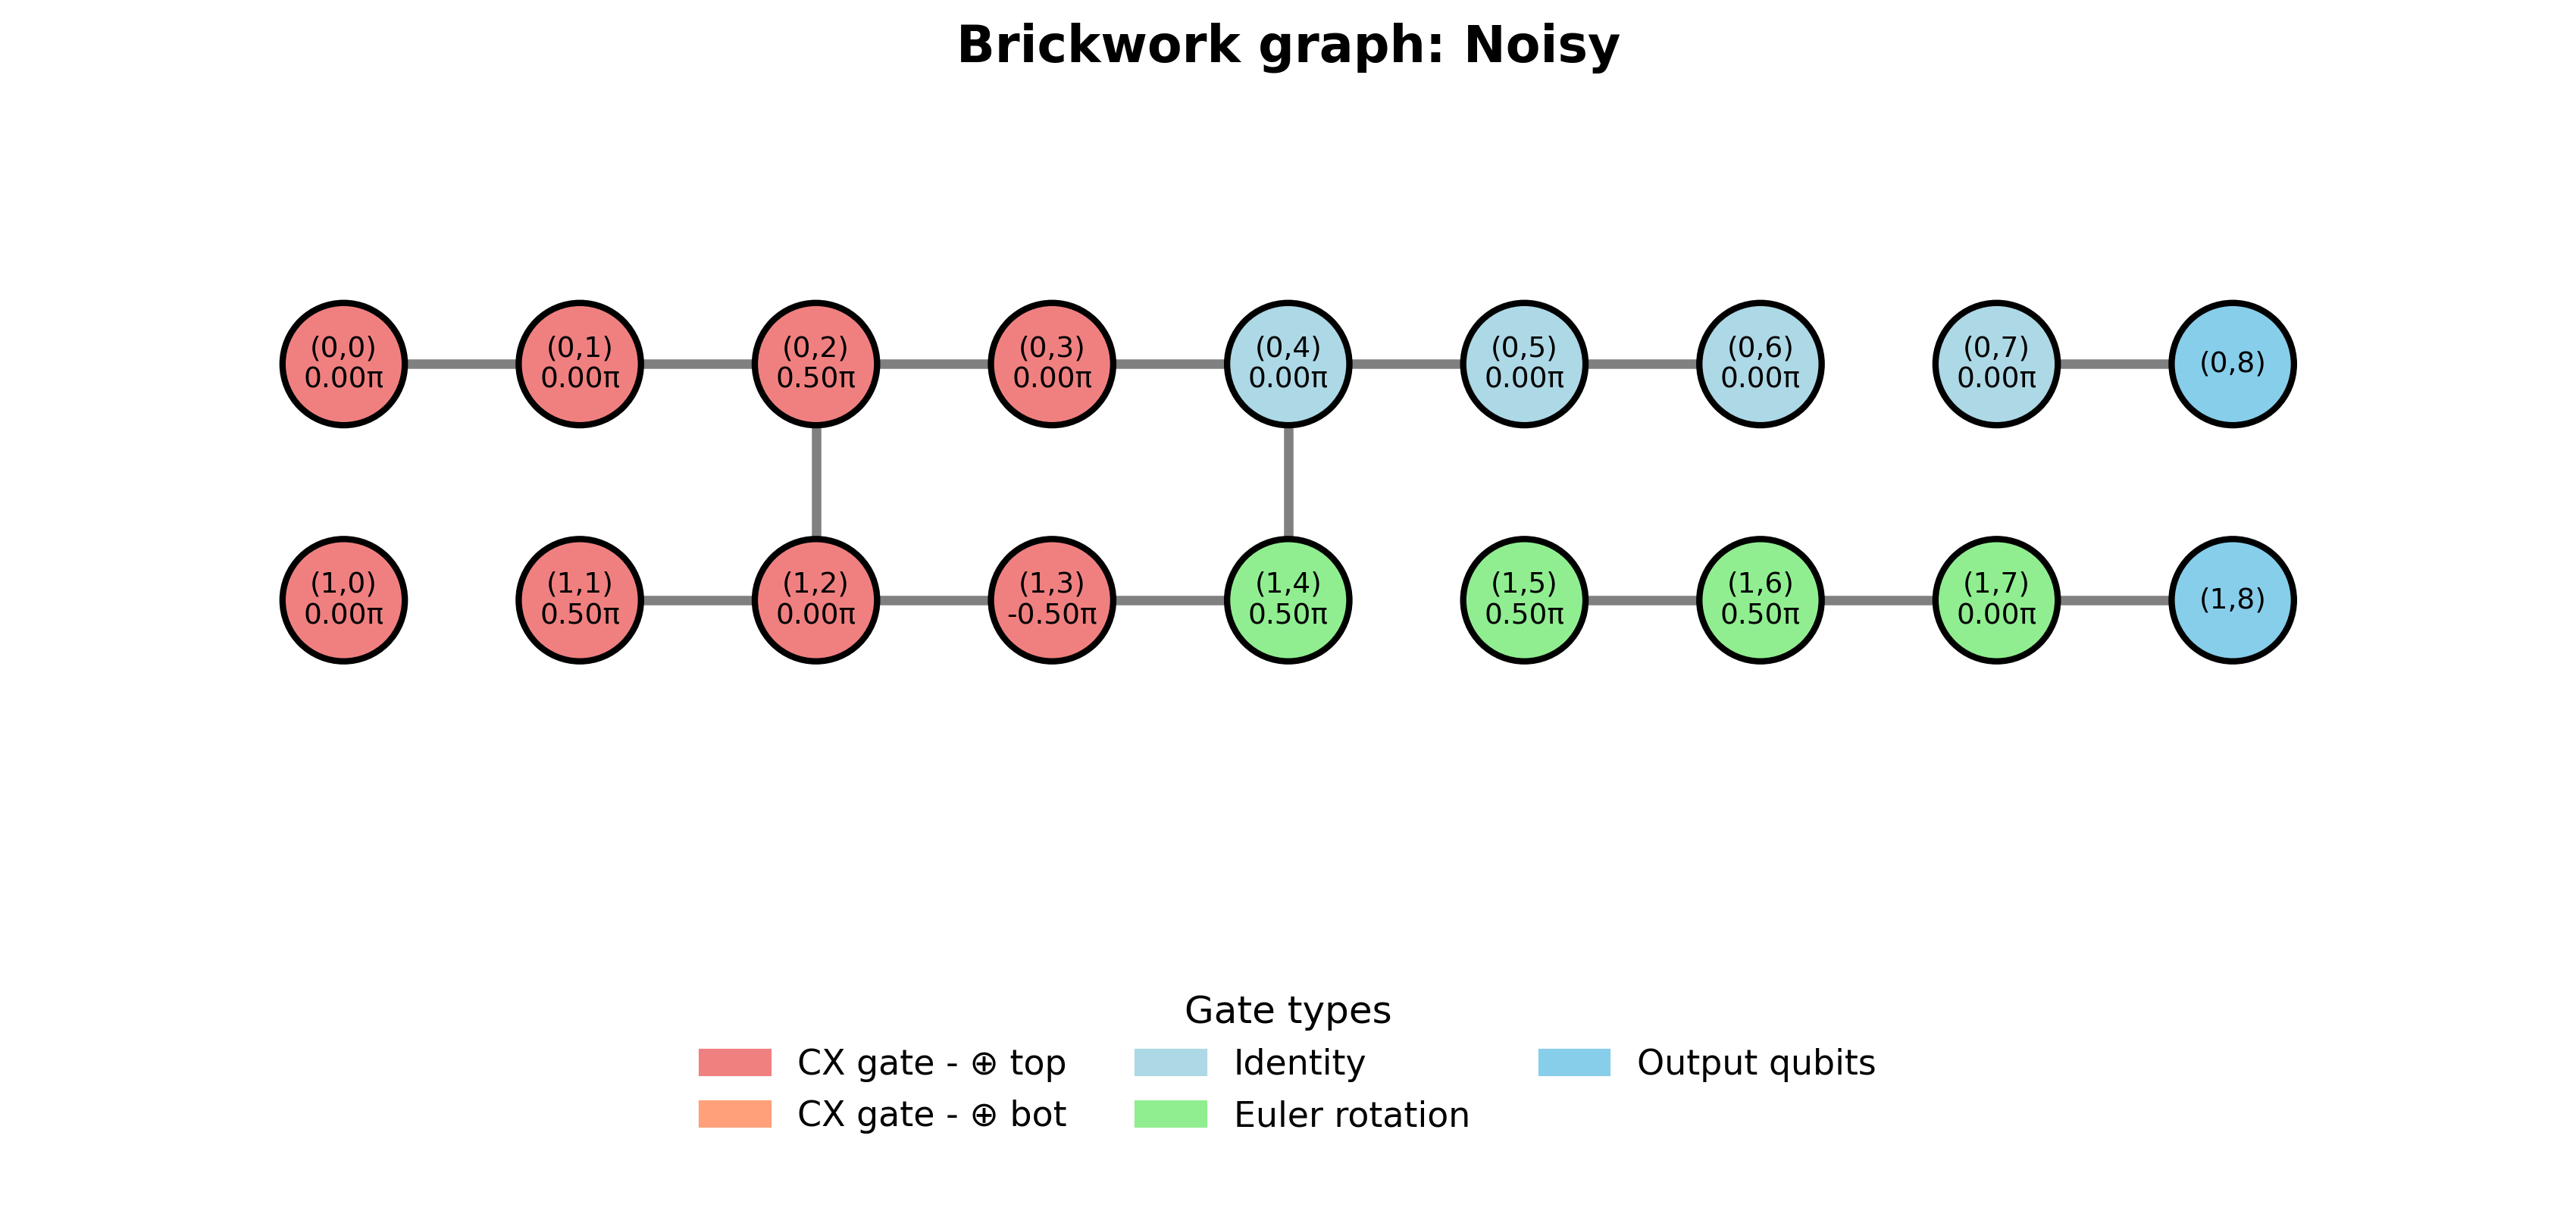 Brickwork graph: Noisy
(0,0)
0.00π
(0,1)
0.00π
(0,2)
0.50π
(0,3)
0.00π
(0,4)
0.00π
(0,5)
0.00π
(0,6)
0.00π
(0,7)
0.00π
(0,8)
(1,0)
0.00π
(1,1)
0.50π
(1,2)
0.00π
(1,3)
-0.50π
(1,4)
0.50π
(1,5)
0.50π
(1,6)
0.50π
(1,7)
0.00π
(1,8)
Gate types
CX gate - ⊕ top
CX gate - ⊕ bot
Identity
Euler rotation
Output qubits